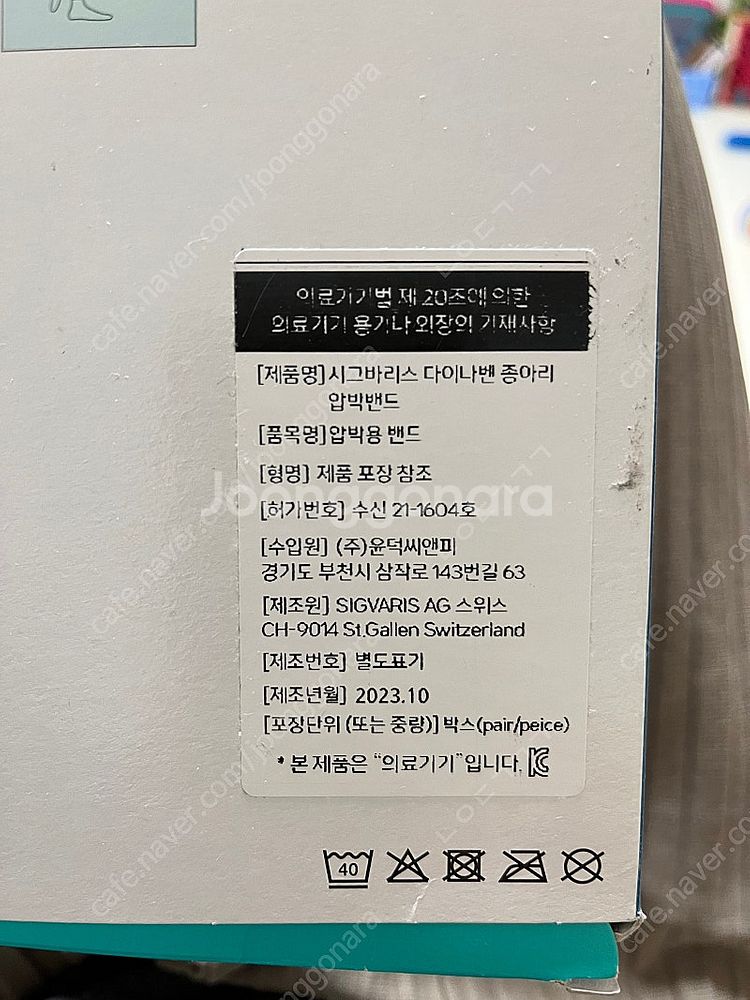 의료기기법 제 20조에 의한
의료기기 용기나 외장의 기재사항
[제품명] 시그바리스 다이나밴 종아리
압박밴드
[품목명] 압박용 밴드
[형명] 제품 포장 참조
[허가번호] 수신 21-1604호
[수입원] (주)윤덕씨앤피
경기도 부천시 삼작로 143번길 63
[제조원] SIGVARIS AG 스위스
CH-9014 St.Gallen Switzerland
[제조번호] 별도표기
[제조년월] 2023.10
[포장단위 (또는 중량)] 박스(pair/peice)
* 본 제품은 "의료기기"입니다.
40
Joonggonara
cafe.naver.com/joonggonara